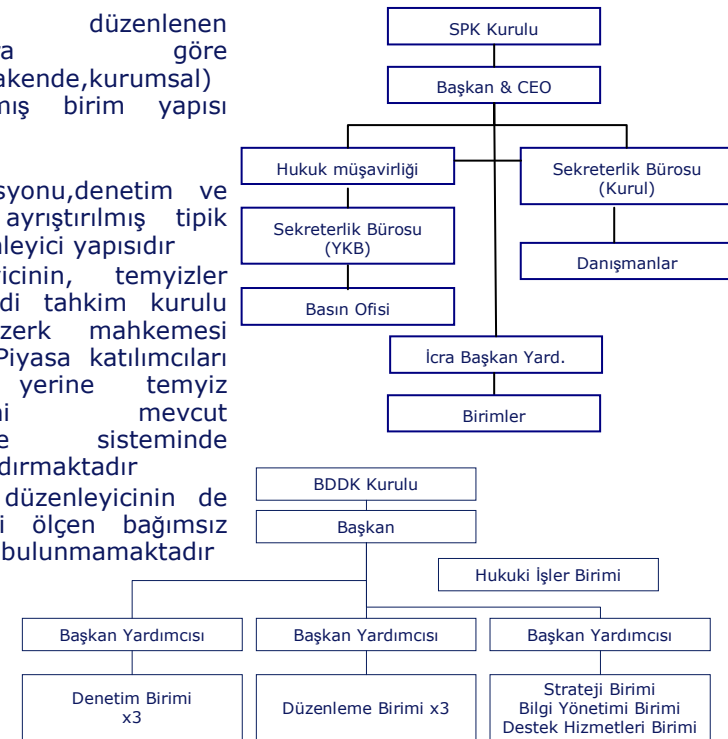 düzenlenen
a göre
akende,kurumsal)
mış birim yapısı
syonu,denetim ve
ayrıştırılmış tipik
leyici yapısıdır
icinin, temyizler
di tahkim kurulu
zerk mahkemesi
Piyasa katılımcıları
yerine temyiz
mevcut
e sisteminde
dırmaktadır
düzenleyicinin de
i ölçen bağımsız
bulunmamaktadır
SPK Kurulu
Başkan & CEO
Hukuk müşavirliği
Sekreterlik Bürosu
(Kurul)
Sekreterlik Bürosu
(YKB)
Danışmanlar
Basın Ofisi
İcra Başkan Yard.
Birimler
BDDK Kurulu
Başkan
Hukuki İşler Birimi
Başkan Yardımcısı
Başkan Yardımcısı
Başkan Yardımcısı
Denetim Birimi
x3
Düzenleme Birimi x3
Strateji Birimi
Bilgi Yönetimi Birimi
Destek Hizmetleri Birimi